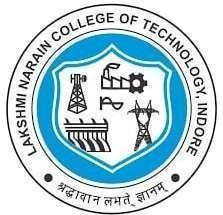 LAKSHMI NARAIN COLLEGE OF TECHNOLOGY, INDORE
• श्रद्धावान लभते ज्ञानम् •